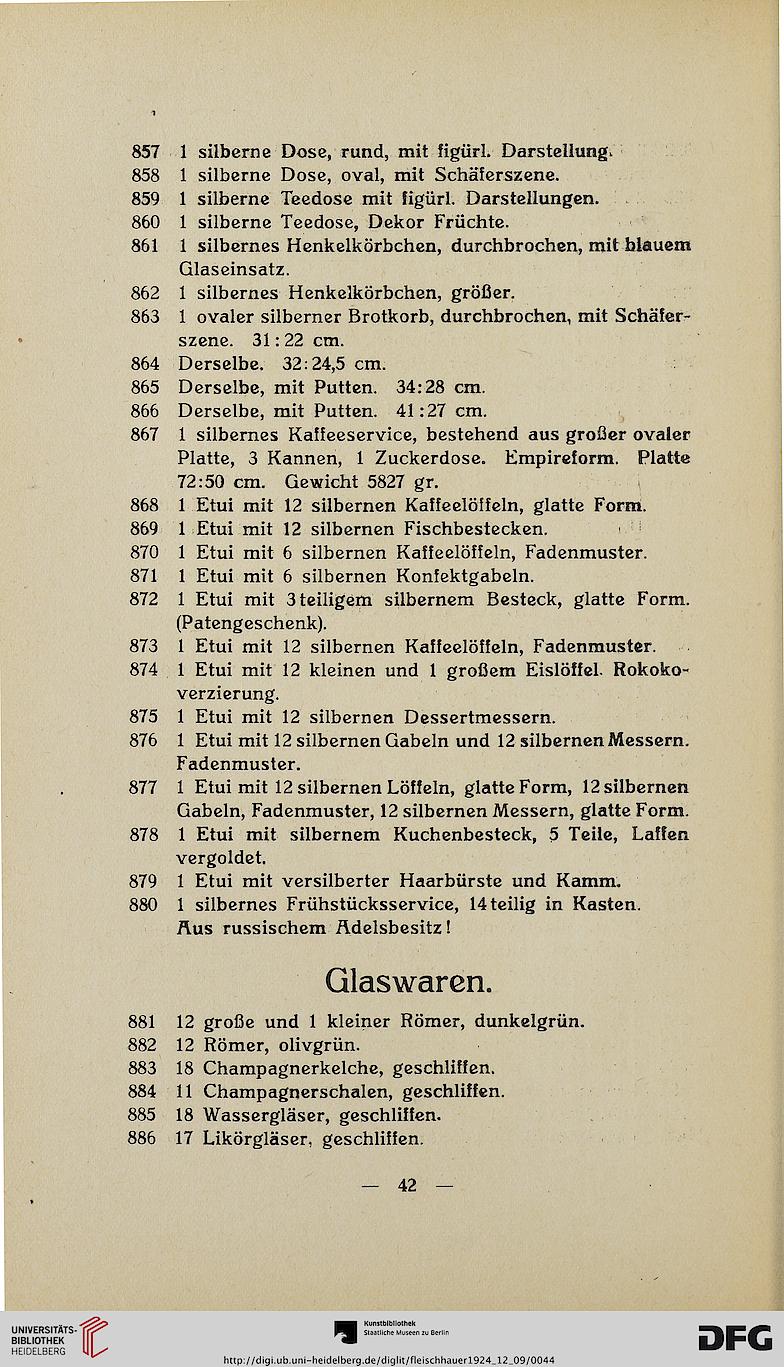 857 1 silberne Dose, rund, mit figürl. Darstellung.
858 1 silberne Dose, oval, mit Schäferszene.
859 1 silberne Teedose mit figürl. Darstellungen.
860 1 silberne Teedose, Dekor Früchte.
861 1 silbernes Henkelkörbchen, durchbrochen, mit blauem
Glaseinsatz.
862 1 silbernes Henkelkörbchen, größer.
863 1 ovaler silberner Brotkorb, durchbrochen, mit Schäfer-
szene. 31:22 cm.
864 Derselbe. 32:24,5 cm.
865 Derselbe, mit Putten. 34:28 cm.
866 Derselbe, mit Putten. 41:27 cm.
867 1 silbernes Kaffeeservice, bestehend aus großer ovaler
Platte, 3 Kannen, 1 Zuckerdose. Empireform. Platte
72:50 cm. Gewicht 5827 gr.
868 1 Etui mit 12 silbernen Kaffeelöffeln, glatte Form.
869 1 Etui mit 12 silbernen Fischbestecken.
870 1 Etui mit 6 silbernen Kaffeelöffeln, Fadenmuster.
871 1 Etui mit 6 silbernen Konfektgabeln.
872 1 Etui mit 3teiligem silbernem Besteck, glatte Form.
(Patengeschenk).
873 1 Etui mit 12 silbernen Kaffeelöffeln, Fadenmuster.
874 1 Etui mit 12 kleinen und 1 großem Eislöffel. Rokoko-
verzierung.
875 1 Etui mit 12 silbernen Dessertmessern.
876 1 Etui mit 12 silbernen Gabeln und 12 silbernen Messern.
Fadenmuster.
877 1 Etui mit 12 silbernen Löffeln, glatte Form, 12 silbernen
Gabeln, Fadenmuster, 12 silbernen Messern, glatte Form.
878 1 Etui mit silbernem Kuchenbesteck, 5 Teile, Laffen
vergoldet.
879 1 Etui mit versilberter Haarbürste und Kamm.
880 1 silbernes Frühstücksservice, 14teilig in Kasten.
Aus russischem Adelsbesitz!
Glaswaren.
881 12 große und 1 kleiner Römer, dunkelgrün.
882 12 Römer, olivgrün.
883 18 Champagnerkelche, geschliffen.
884 11 Champagnerschalen, geschliffen.
885 18 Wassergläser, geschliffen.
886 17 Likörgläser, geschliffen.
— 42 —
UNIVERSITÄTS-
BIBLIOTHEK
HEIDELBERG
Kunstbibliothek
Staatliche Museen zu Berlin
DFG
http://digi.ub.uni-heidelberg.de/diglit/fleischhauer1924_12_09/0044